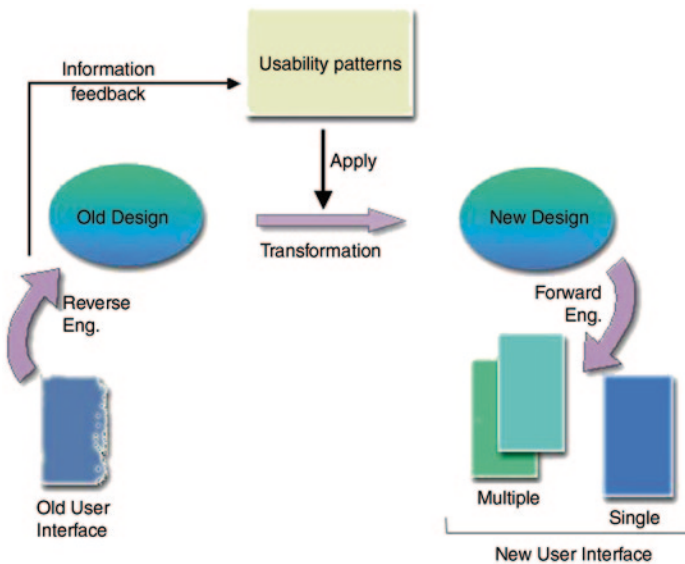 Information
feedback
Usability patterns
Apply
Old Design
Transformation
New Design
Reverse
Eng.
Forward
Eng.
Old User
Interface
Multiple
Single
New User Interface